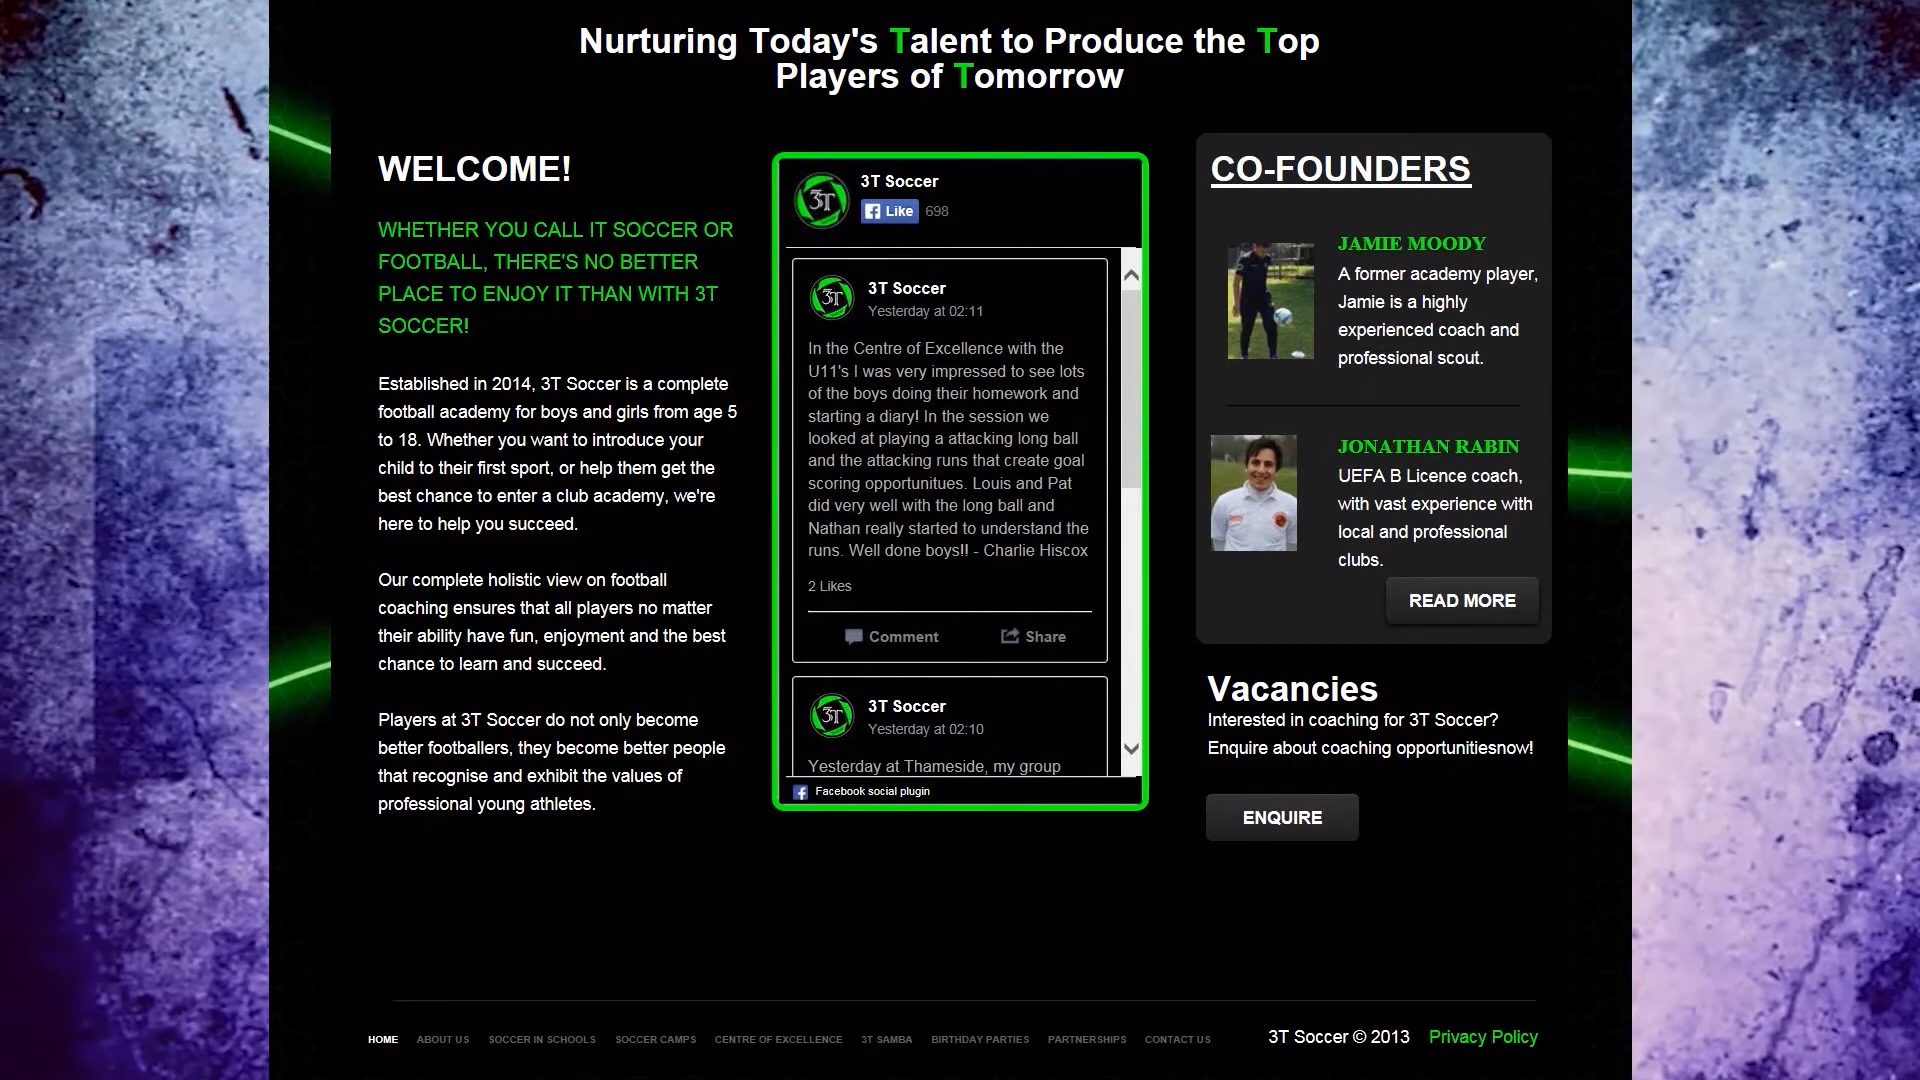 Nurturing Today's Talent to Produce the Top
Players of Tomorrow
WELCOME!
WHETHER YOU CALL IT SOCCER OR
FOOTBALL, THERE'S NO BETTER
PLACE TO ENJOY IT THAN WITH 3T
SOCCER!
Established in 2014, 3T Soccer is a complete
football academy for boys and girls from age 5
to 18. Whether you want to introduce your
child to their first sport, or help them get the
best chance to enter a club academy, we're
here to help you succeed.
Our complete holistic view on football
coaching ensures that all players no matter
their ability have fun, enjoyment and the best
chance to learn and succeed.
Players at 3T Soccer do not only become
better footballers, they become better people
that recognise and exhibit the values of
professional young athletes.
3T
3T Soccer
Like 698
3T
3T Soccer
Yesterday at 02:11
In the Centre of Excellence with the
U11's I was very impressed to see lots
of the boys doing their homework and
starting a diary! In the session we
looked at playing a attacking long ball
and the attacking runs that create goal
scoring opportunitues. Louis and Pat
did very well with the long ball and
Nathan really started to understand the
runs. Well done boys!! - Charlie Hiscox
2 Likes
Comment Share
3T
3T Soccer
Yesterday at 02:10
Yesterday at Thameside, my group
Facebook social plugin
CO-FOUNDERS
JAMIE MOODY
A former academy player,
Jamie is a highly
experienced coach and
professional scout.
JONATHAN RABIN
UEFA B Licence coach,
with vast experience with
local and professional
clubs.
READ MORE
Vacancies
Interested in coaching for 3T Soccer?
Enquire about coaching opportunitiesnow!
ENQUIRE
HOME ABOUT US SOCCER IN SCHOOLS SOCCER CAMPS CENTRE OF EXCELLENCE 3T SAMBA BIRTHDAY PARTIES PARTNERSHIPS CONTACT US
3T Soccer © 2013 Privacy Policy